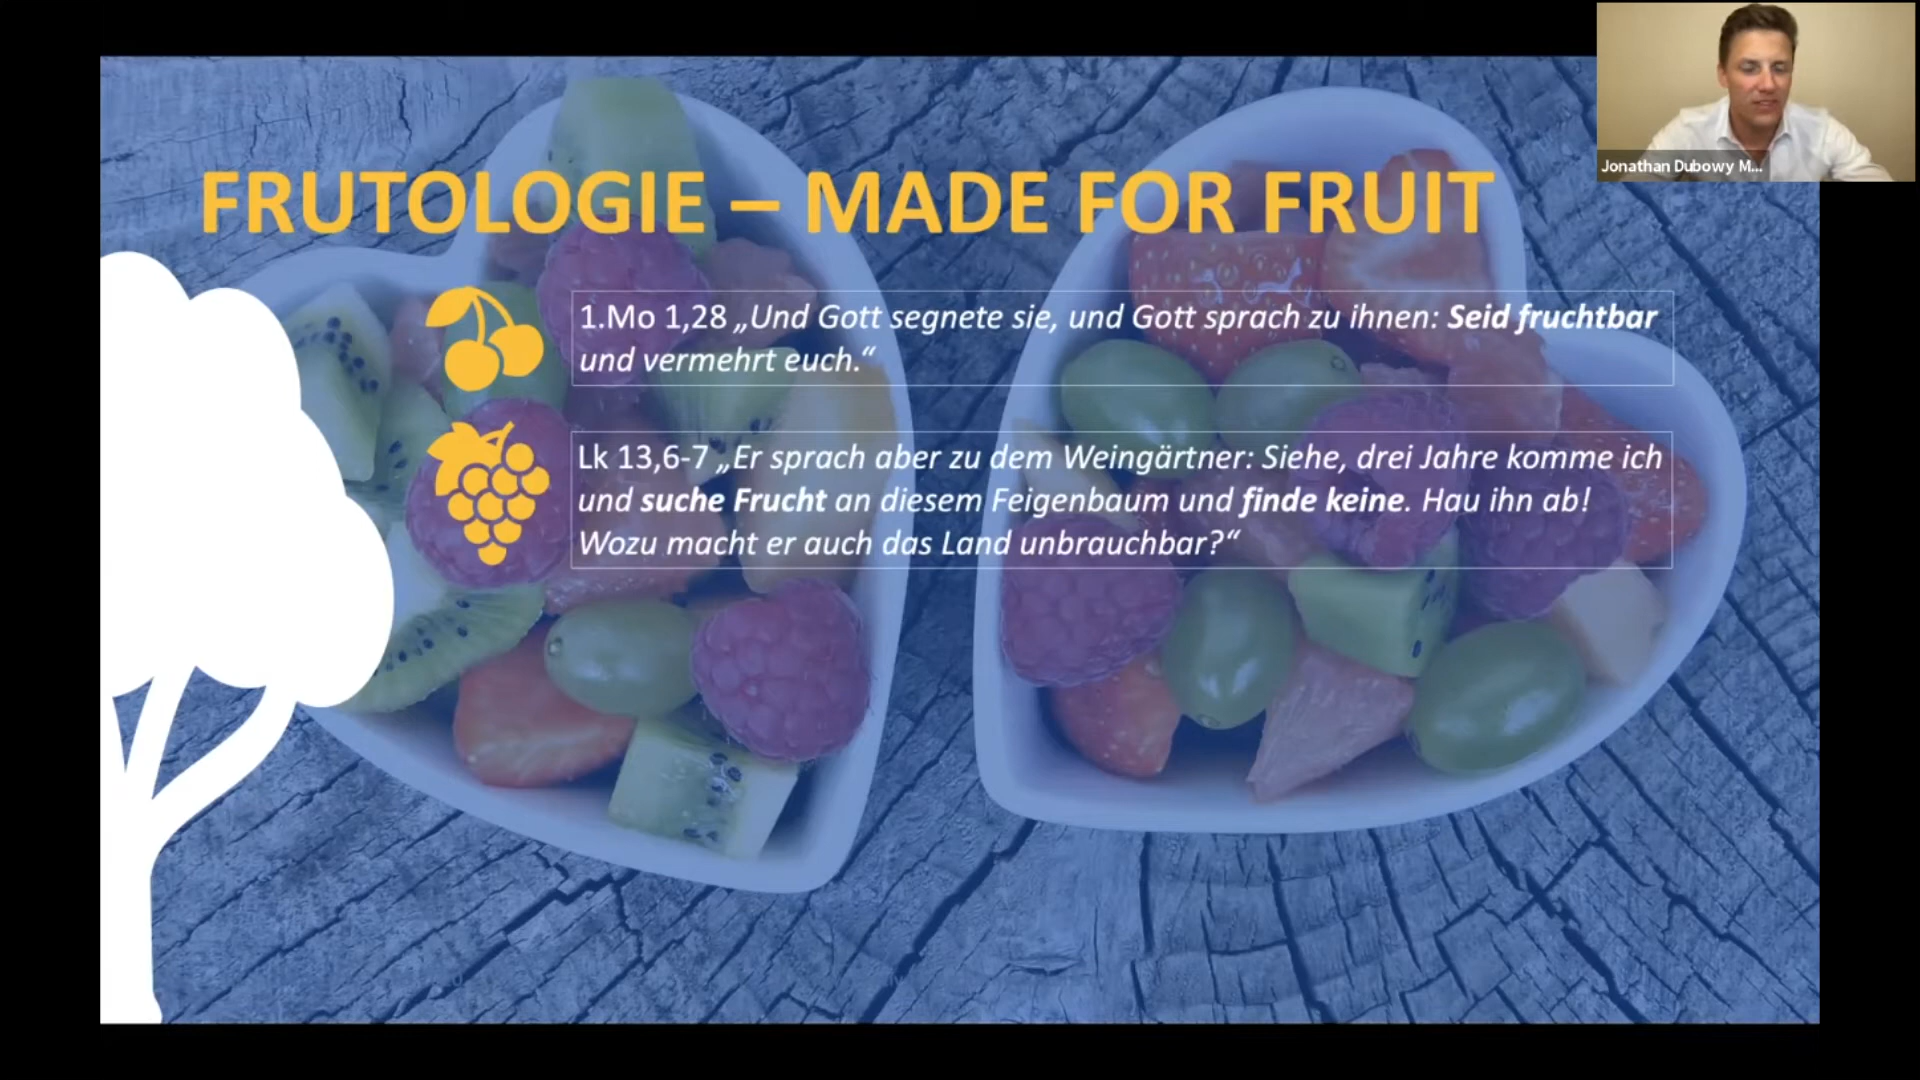 Jonathan Dubowy M...
FRUTOLOGIE – MADE FOR FRUIT
1.Mo 1,28 „Und Gott segnete sie, und Gott sprach zu ihnen: Seid fruchtbar
und vermehrt euch.“
Lk 13,6-7 „Er sprach aber zu dem Weingärtner: Siehe, drei Jahre komme ich
und suche Frucht an diesem Feigenbaum und finde keine. Hau ihn ab!
Wozu macht er auch das Land unbrauchbar?“